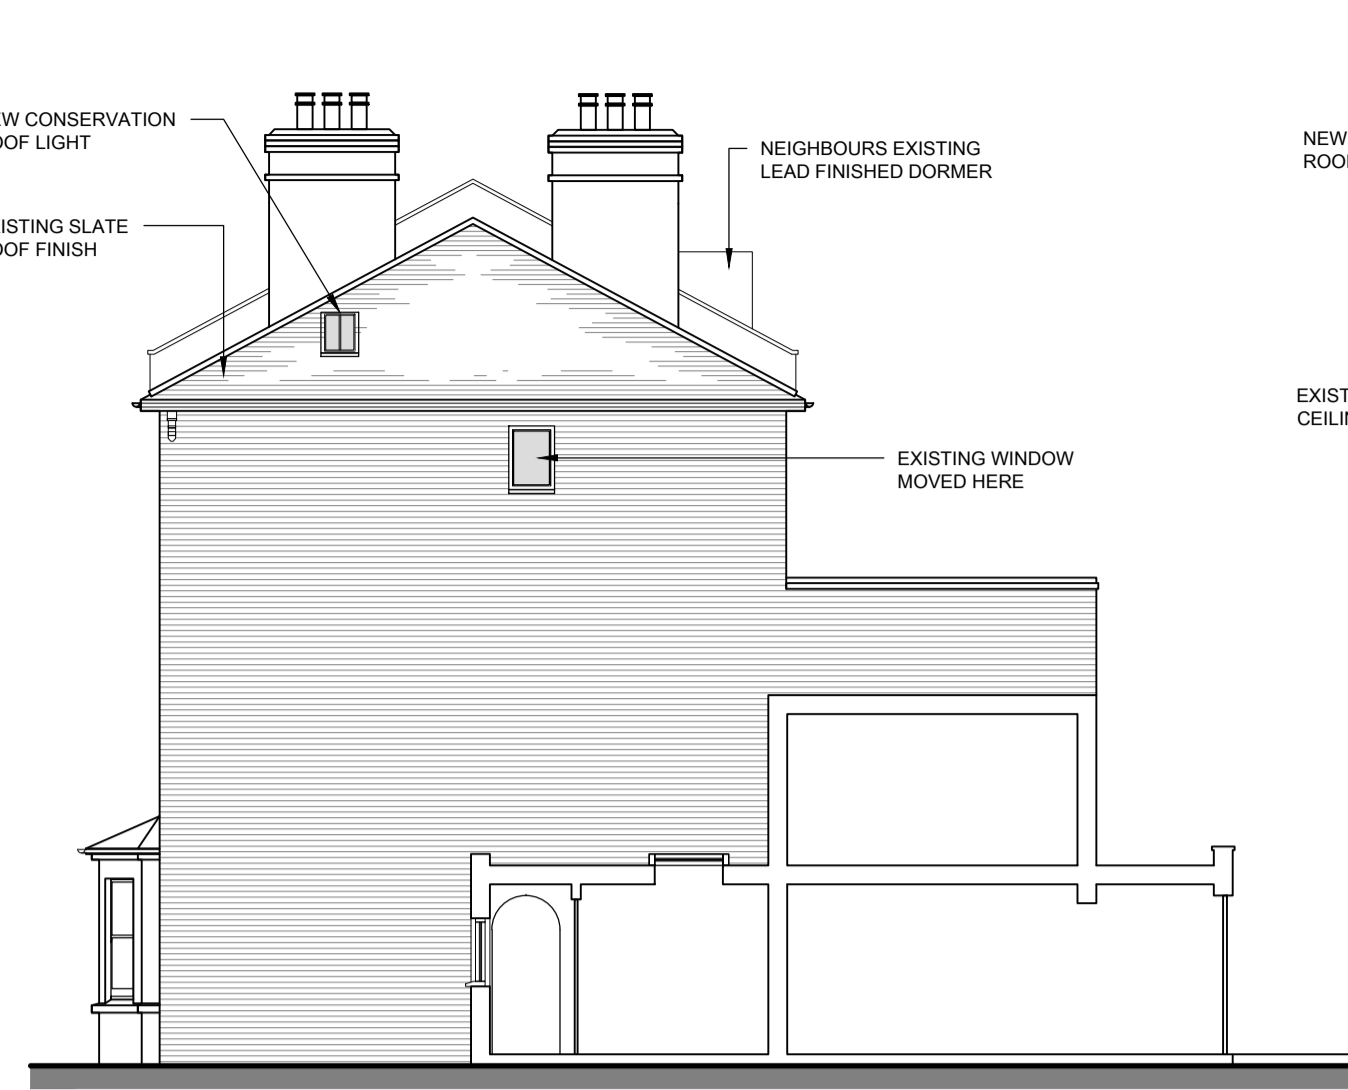 EW CONSERVATION
OOF LIGHT
ISTING SLATE
OOF FINISH
NEIGHBOURS EXISTING
LEAD FINISHED DORMER
EXISTING WINDOW
MOVED HERE
NEW
ROO
EXIST
CEILIN